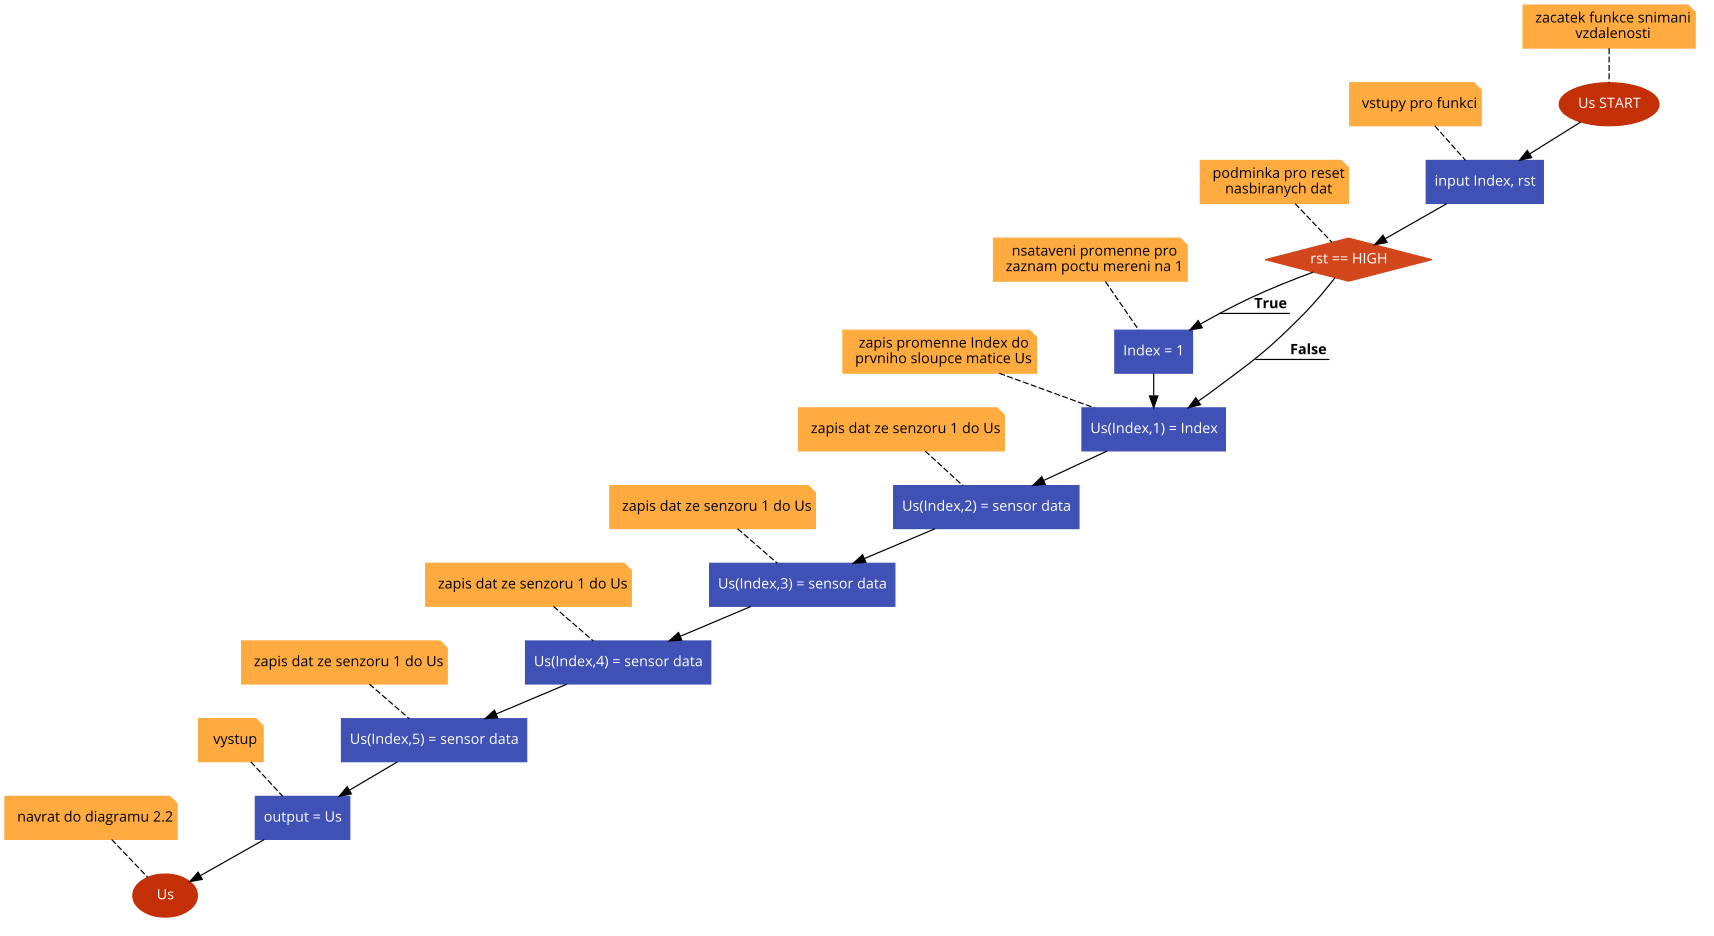 zacatek funkce snimani
vzdalenosti
Us START
vstupy pro funkci
input Index, rst
podminka pro reset
nasbiranych dat
rst == HIGH
nsataveni promenne pro
zaznam poctu mereni na 1
True
Index = 1
False
zapis promenne Index do
prvniho sloupce matice Us
Us(Index,1) = Index
zapis dat ze senzoru 1 do Us
Us(Index,2) = sensor data
zapis dat ze senzoru 1 do Us
Us(Index,3) = sensor data
zapis dat ze senzoru 1 do Us
Us(Index,4) = sensor data
zapis dat ze senzoru 1 do Us
Us(Index,5) = sensor data
vystup
output = Us
navrat do diagramu 2.2
Us